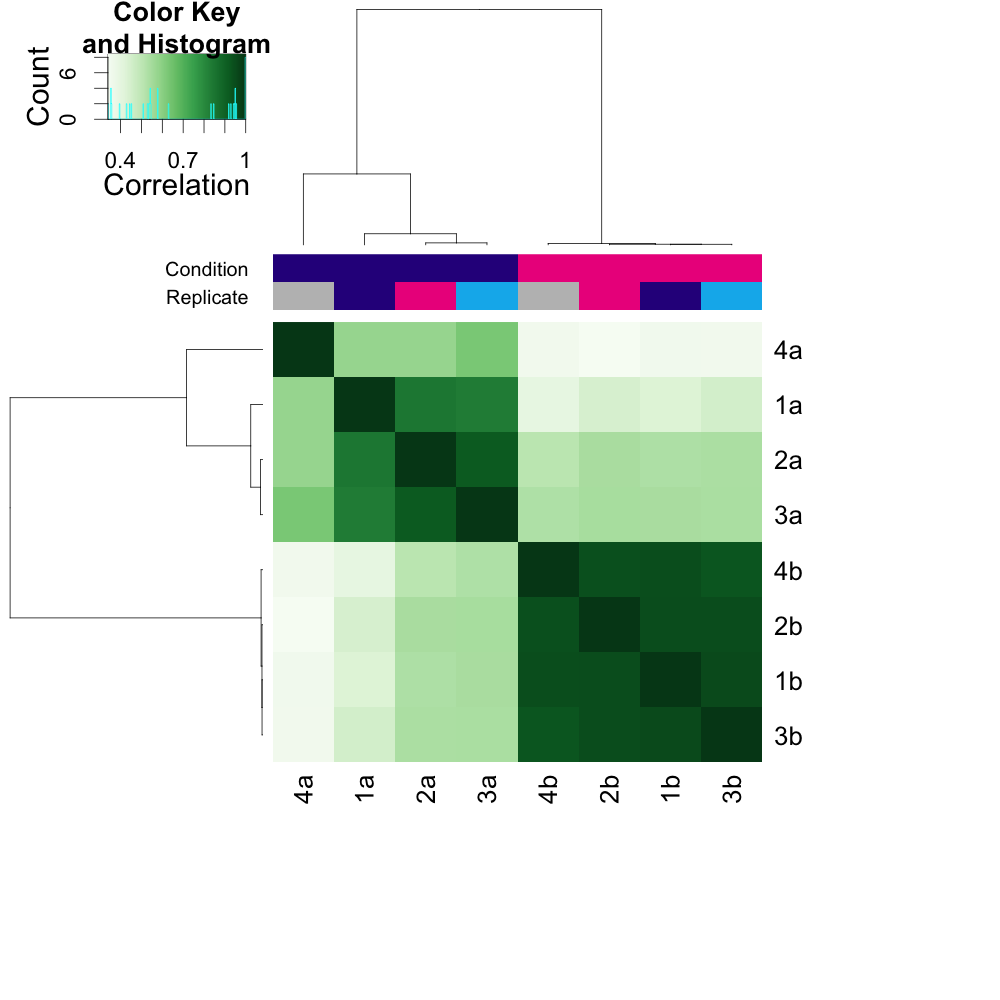 Color Key
and Histogram
Count
0 6
0.4 0.7 1
Correlation
Condition
Replicate
4a
1a
2a
3a
4b
2b
1b
3b
4a 1a 2a 3a 4b 2b 1b 3b